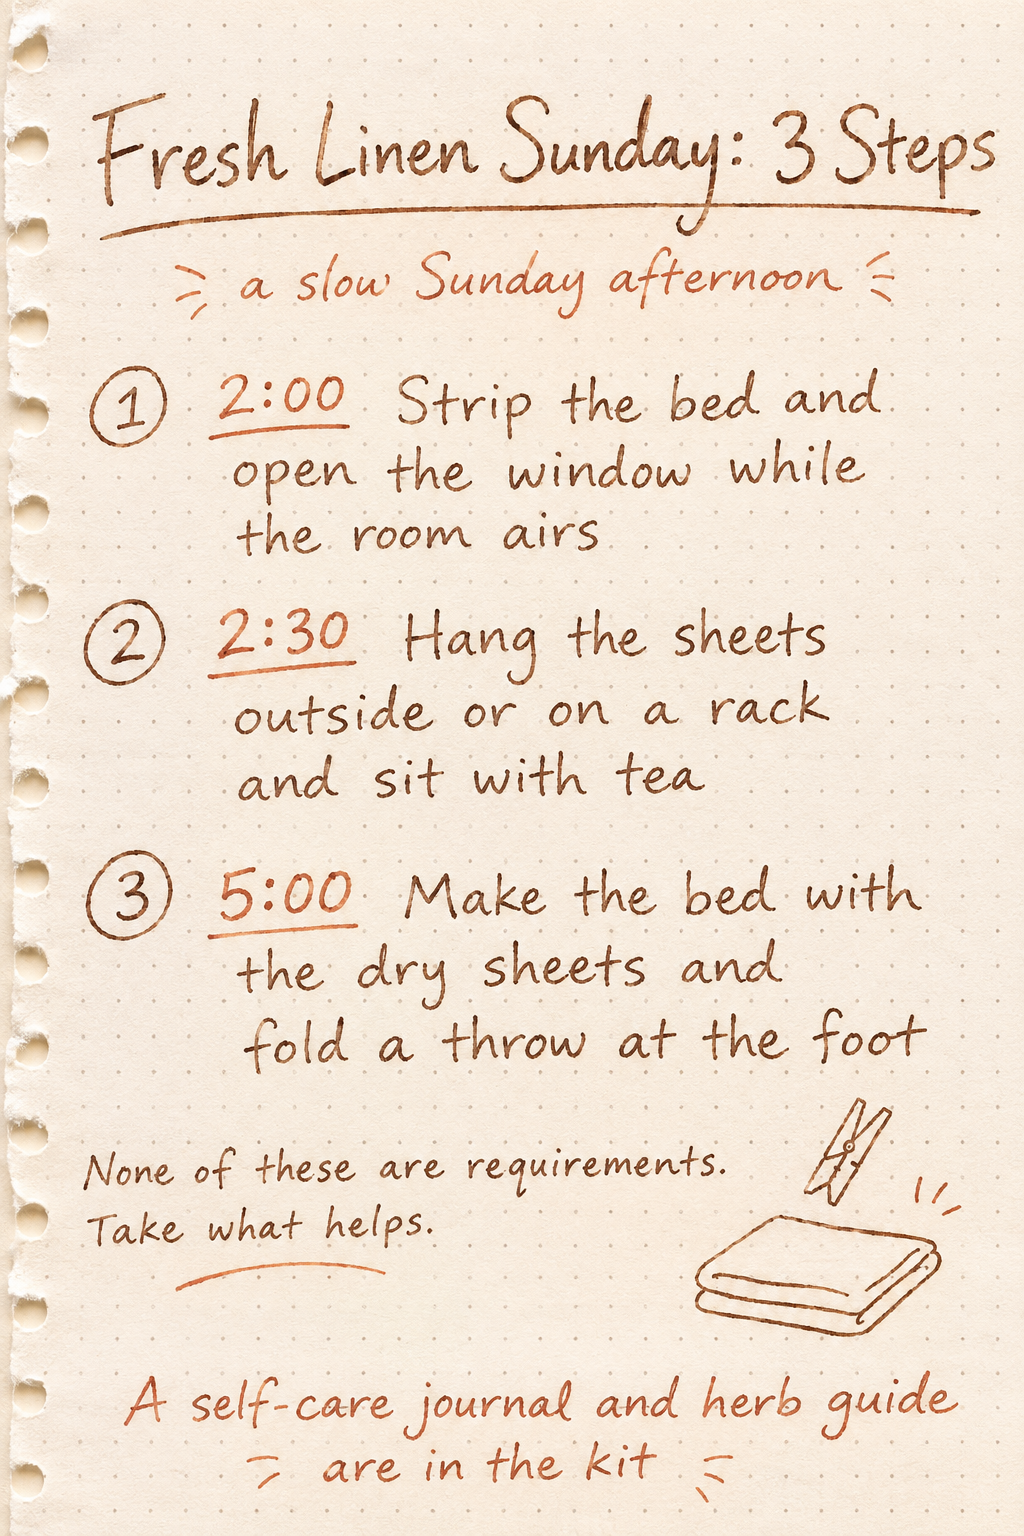 Fresh Linen Sunday: 3 Steps
a slow Sunday afternoon
1 2:00 Strip the bed and
open the window while
the room airs
2 2:30 Hang the sheets
outside or on a rack
and sit with tea
3 5:00 Make the bed with
the dry sheets and
fold a throw at the foot
None of these are requirements.
Take what helps.
A self-care journal and herb guide
are in the kit